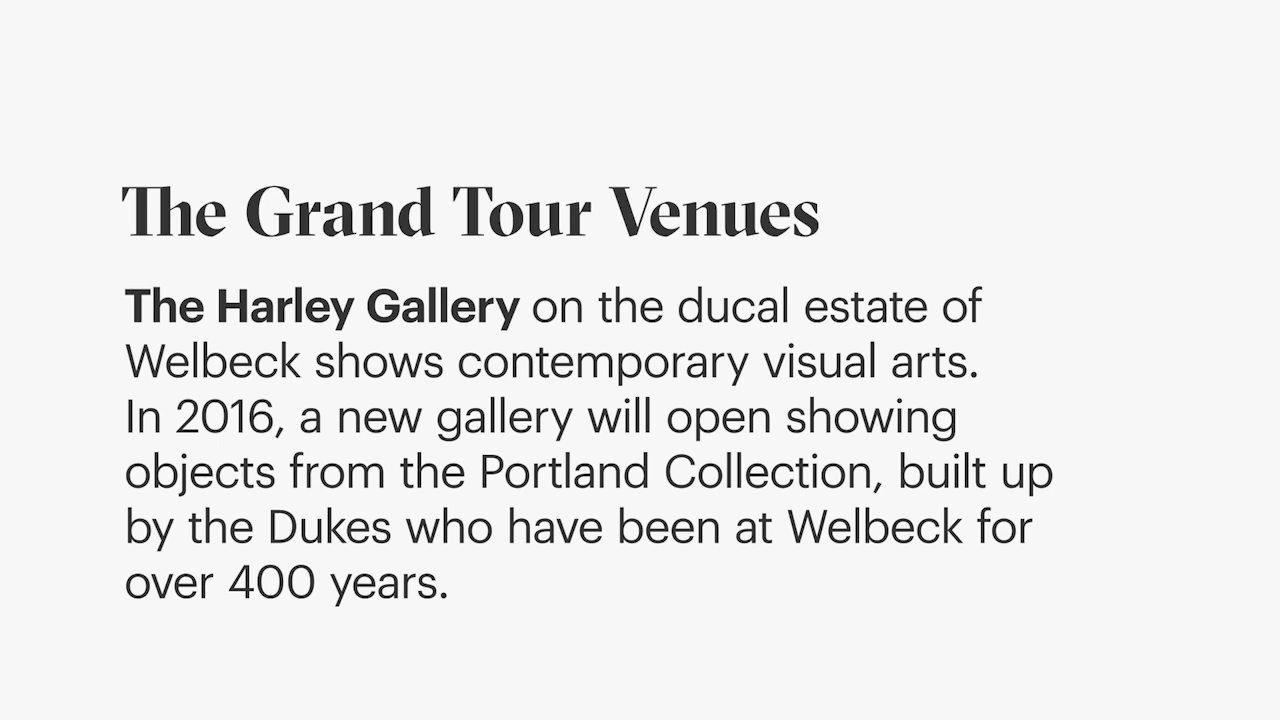 The Grand Tour Venues
The Harley Gallery on the ducal estate of
Welbeck shows contemporary visual arts.
In 2016, a new gallery will open showing
objects from the Portland Collection, built up
by the Dukes who have been at Welbeck for
over 400 years.